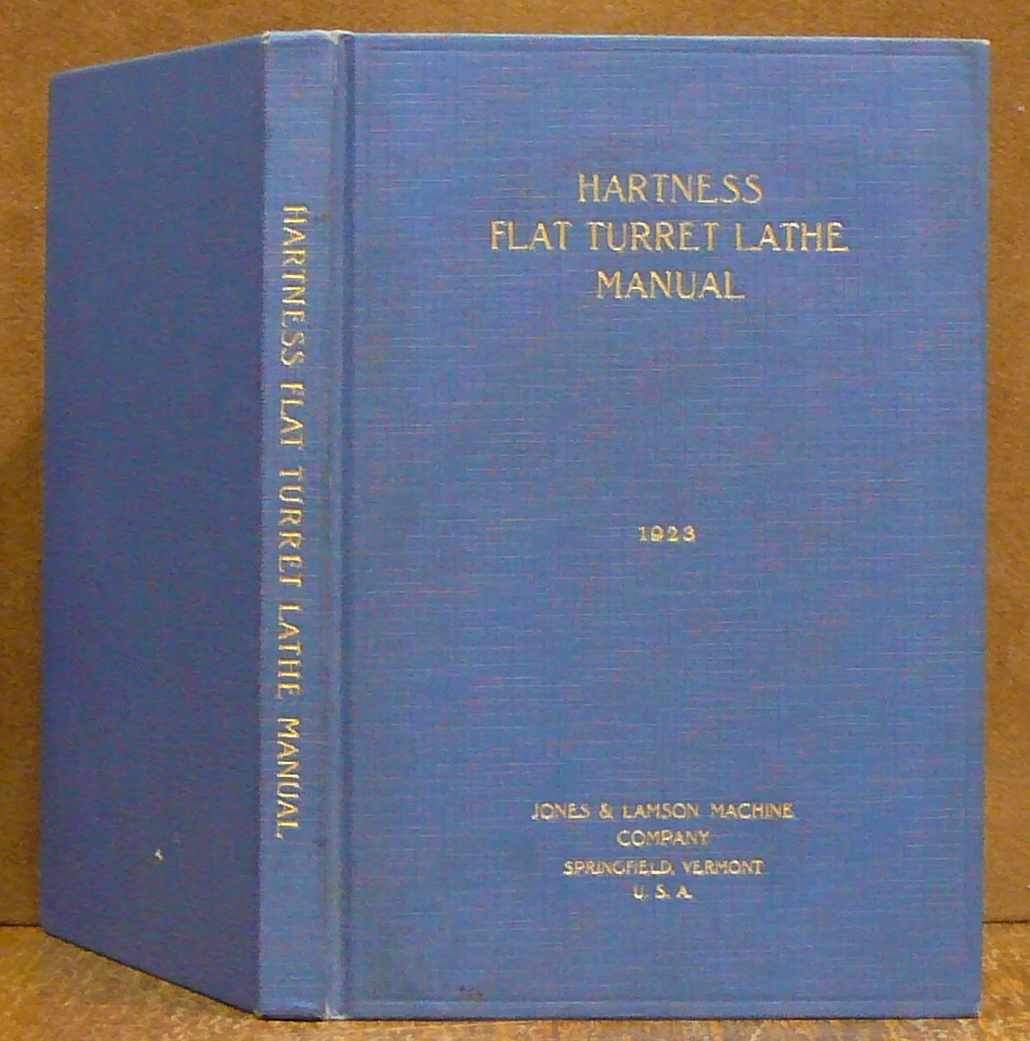 HARTNESS FLAT TURRET LATHE MANUAL
HARTNESS
FLAT TURRET LATHE
MANUAL
1923
JONES & LAMSON MACHINE
COMPANY
SPRINGFIELD, VERMONT
U. S. A.